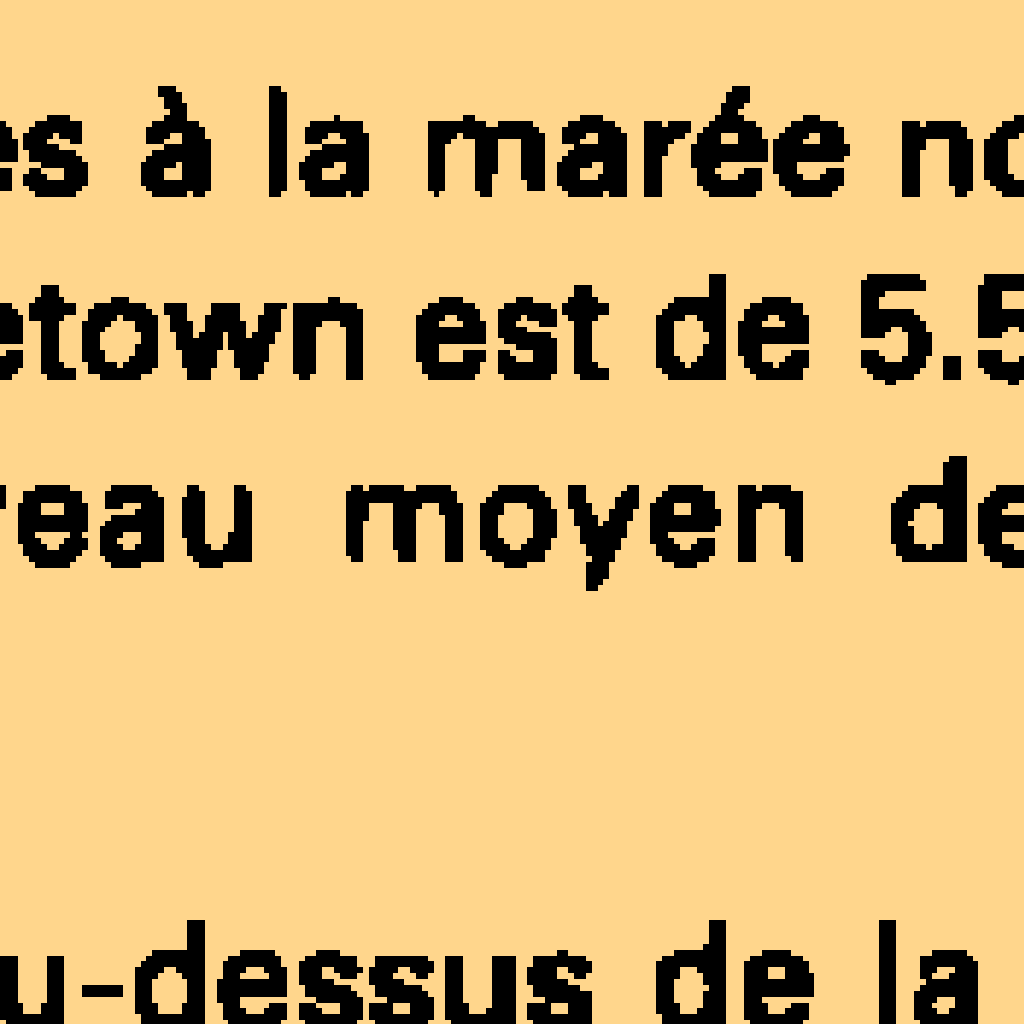 es à la marée no
etown est de 5.5
reau moyen de
u-dessus de la